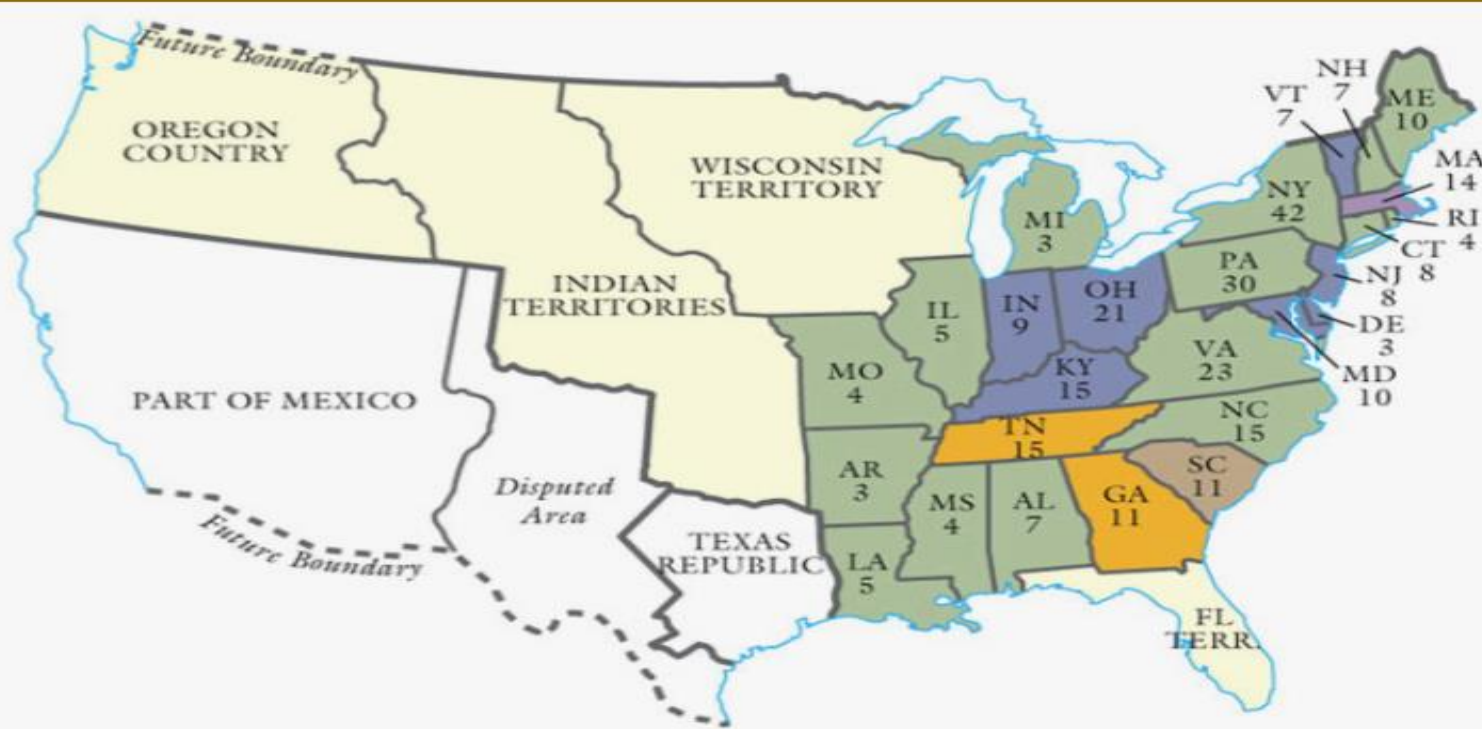 Future Boundary
OREGON
COUNTRY
WISCONSIN
TERRITORY
INDIAN
TERRITORIES
PART OF MEXICO
Disputed
Area
Future Boundary
TEXAS
REPUBLIC
NH
7
VT
7
ME
10
MA
14
NY
42
RI
4
CT
8
MI
3
PA
30
NJ
8
IL
5
IN
9
OH
21
DE
3
MD
10
VA
23
MO
4
KY
15
NC
15
TN
15
AR
3
SC
11
MS
4
AL
7
GA
11
LA
5
FL
TERR.